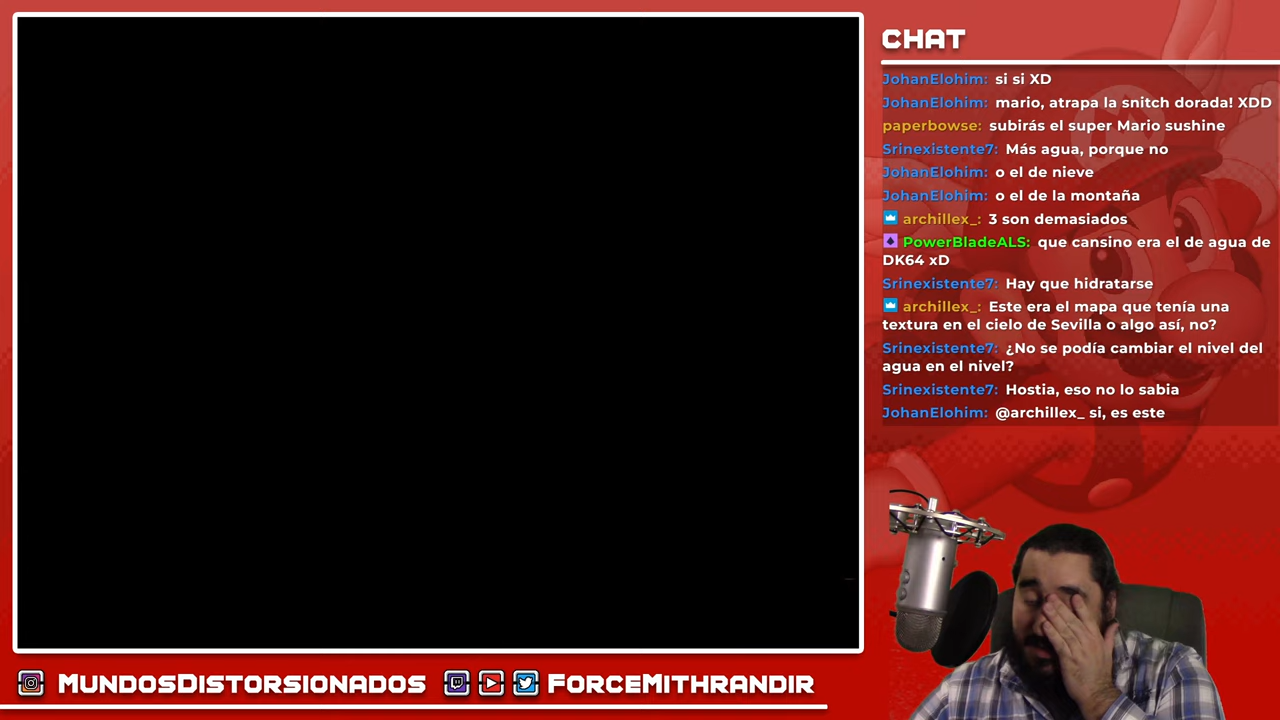 CHAT
JohanElohim: si si XD
JohanElohim: mario, atrapa la snitch dorada! XDD
paperbowse: subirás el super Mario sushine
Srinexistente7: Más agua, porque no
JohanElohim: o el de nieve
JohanElohim: o el de la montaña
archillex_: 3 son demasiados
PowerBladeALS: que cansino era el de agua de
DK64 xD
Srinexistente7: Hay que hidratarse
archillex_: Este era el mapa que tenía una
textura en el cielo de Sevilla o algo así, no?
Srinexistente7: ¿No se podía cambiar el nivel del
agua en el nivel?
Srinexistente7: Hostia, eso no lo sabia
JohanElohim: @archillex_ si, es este
MUNDOSDISTORSIONADOS FORCEMITHRANDIR